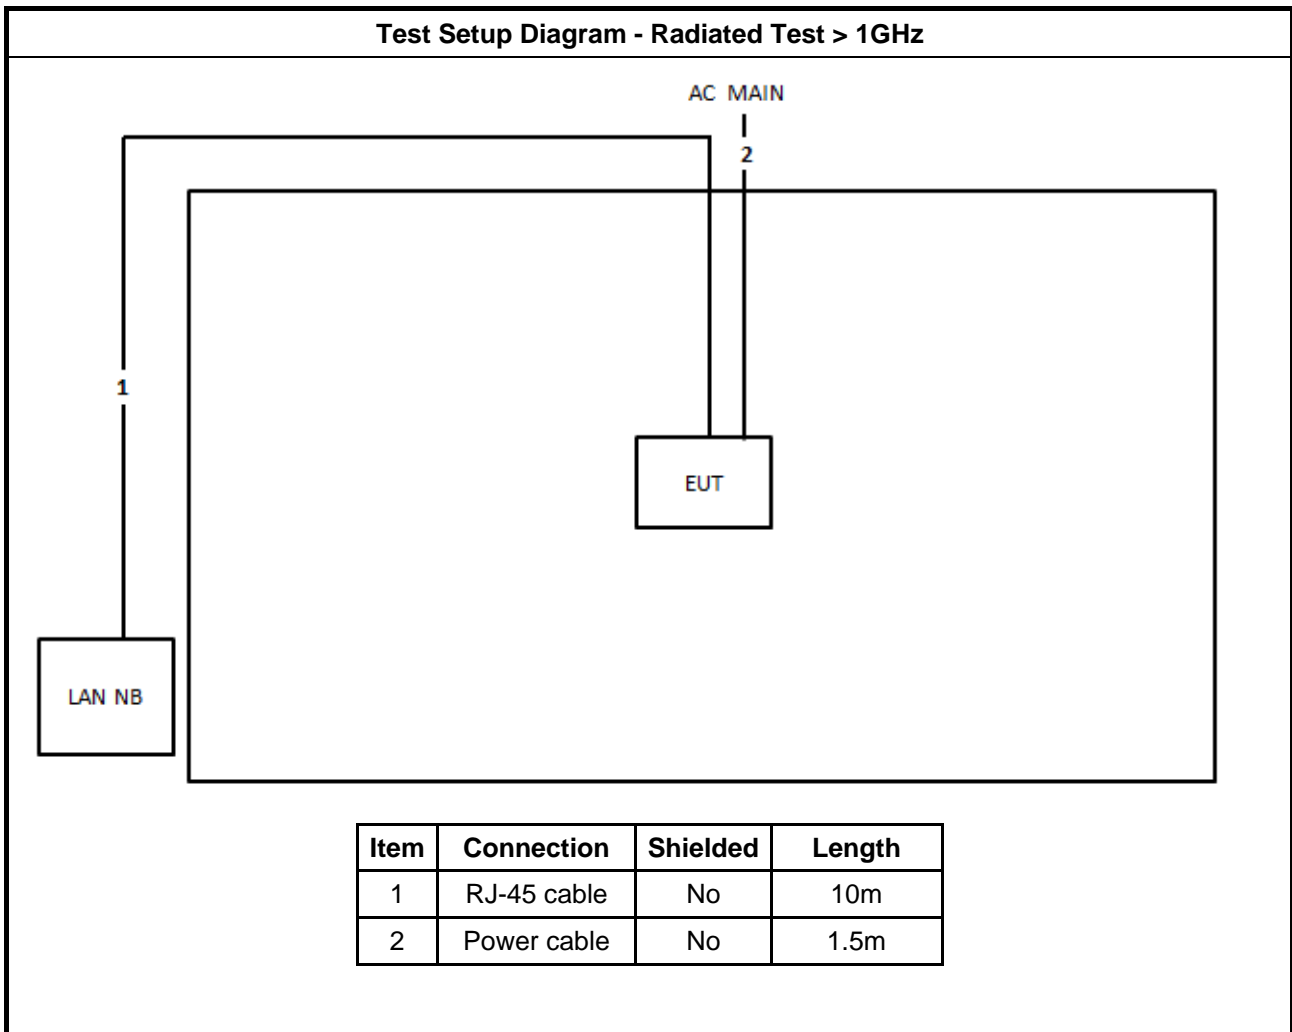 Test Setup Diagram - Radiated Test > 1GHz
AC MAIN
2
1
EUT
LAN NB
Item Connection Shielded Length
1 RJ-45 cable No 10m
2 Power cable No 1.5m